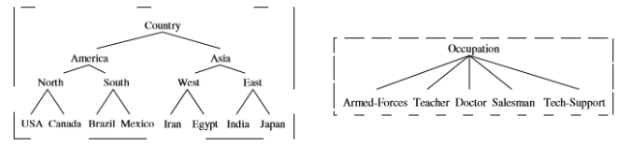 Country
America Asia
North South West East
USA Canada Brazil Mexico Iran Egypt India Japan
Occupation
Armed-Forces Teacher Doctor Salesman Tech-Support